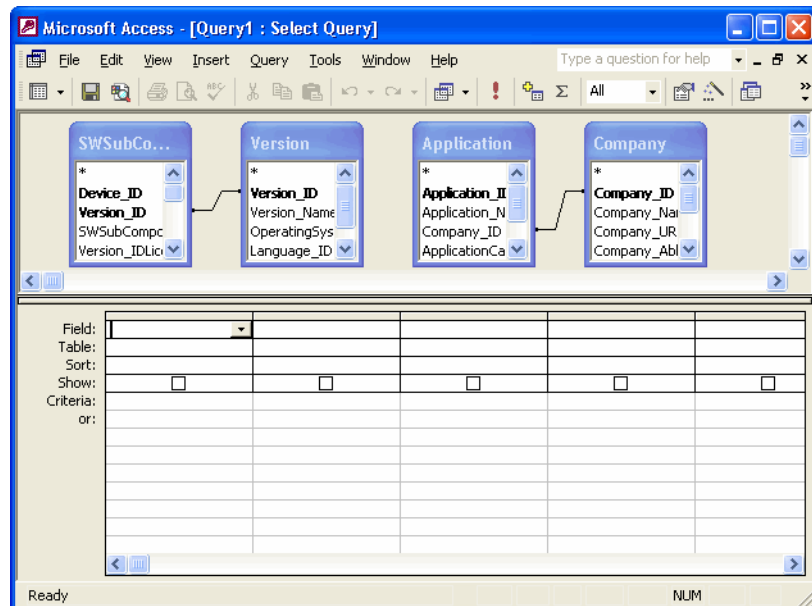 Microsoft Access - [Query1 : Select Query]
File Edit View Insert Query Tools Window Help Type a question for help
ABC All
SWSubCo... Version Application Company
* * * *
Device_ID Version_ID Application_I Company_ID
Version_ID Version_Name Application_N Company_Nar
SWSubCompc OperatingSys Company_ID Company_UR
Version_IDLic Language_ID ApplicationCa Company_Abl
Field:
Table:
Sort:
Show:
Criteria:
or:
Ready NUM